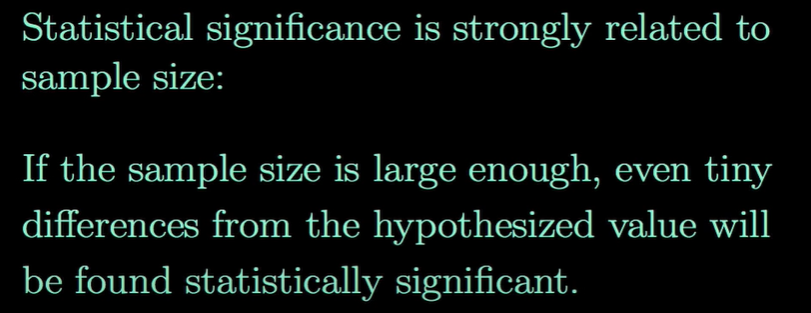 Statistical significance is strongly related to
sample size:
If the sample size is large enough, even tiny
differences from the hypothesized value will
be found statistically significant.